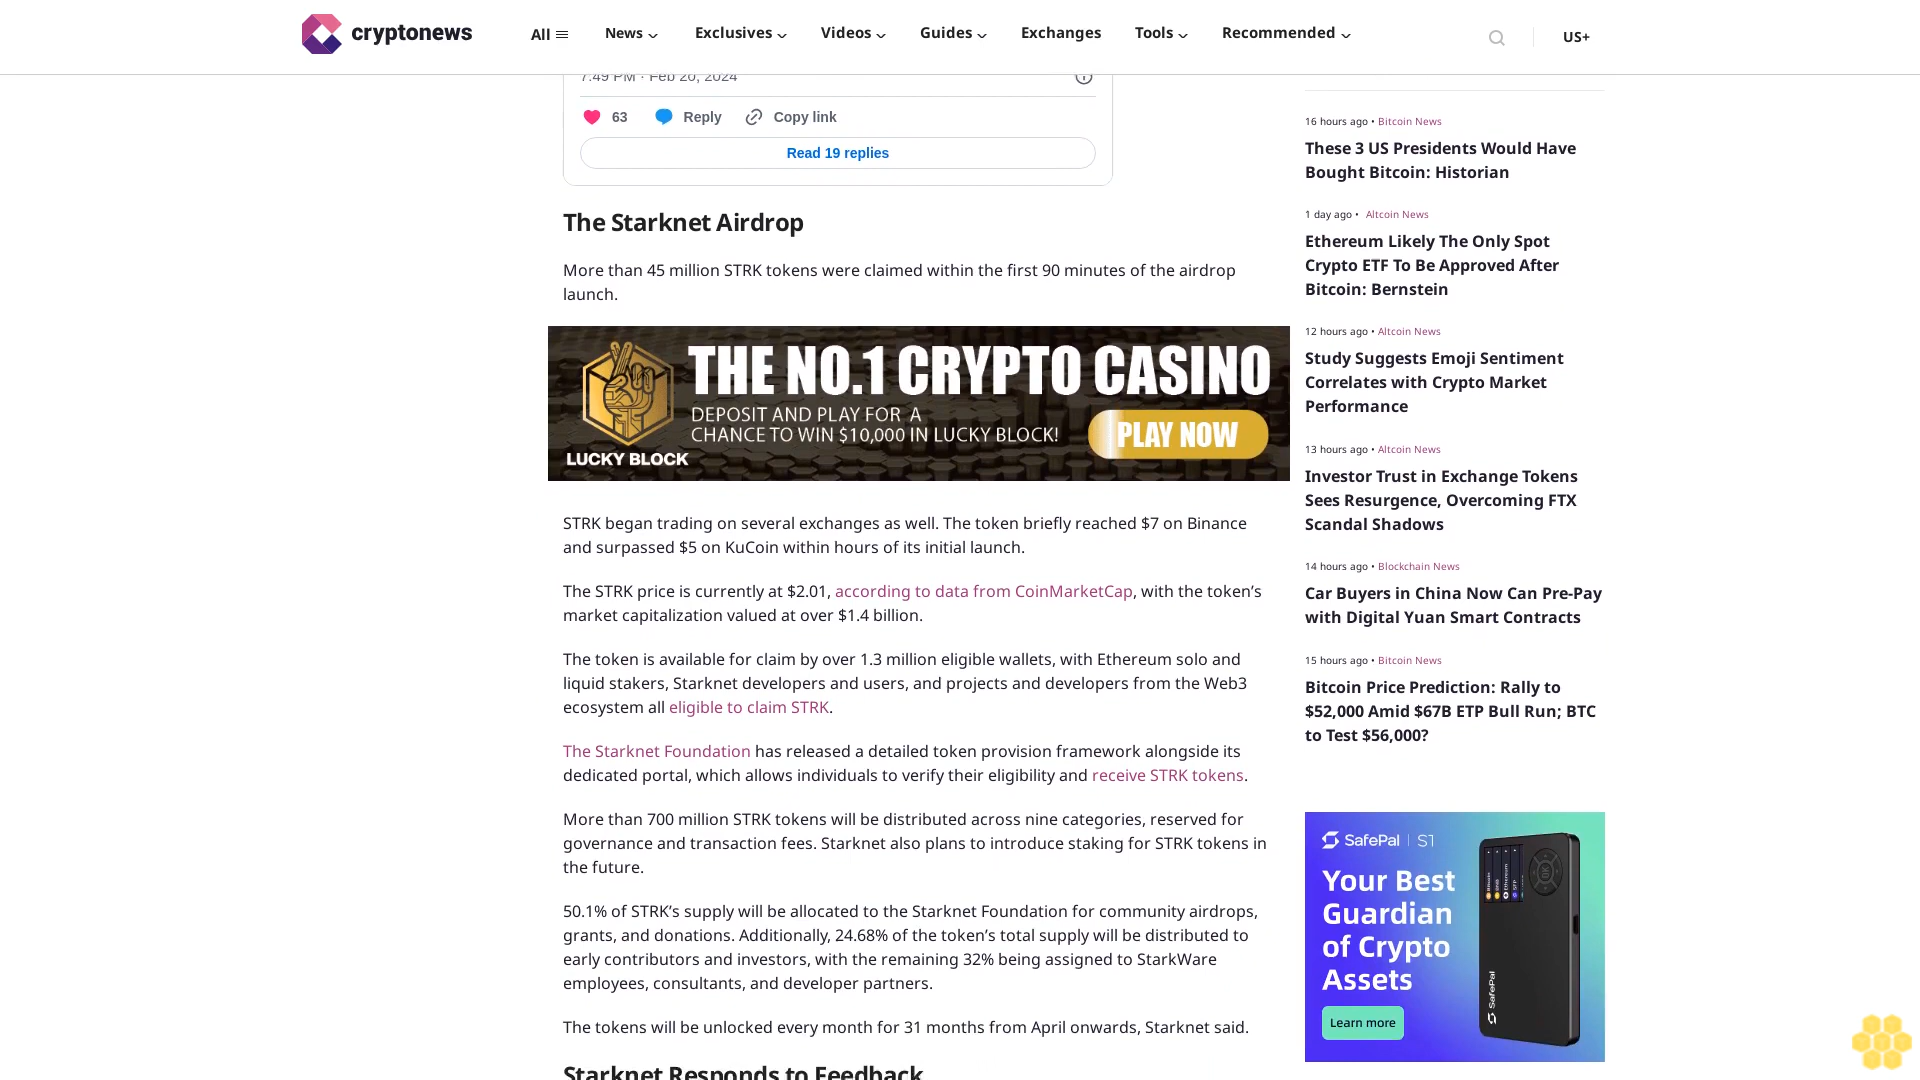 cryptonews
All
News
Exclusives
Videos
Guides
Exchanges
Tools
Recommended
US+
7:49 PM · Feb 20, 2024
63
Reply
Copy link
Read 19 replies
The Starknet Airdrop
More than 45 million STRK tokens were claimed within the first 90 minutes of the airdrop
launch.
THE NO.1 CRYPTO CASINO
DEPOSIT AND PLAY FOR A
CHANCE TO WIN $10,000 IN LUCKY BLOCK!
PLAY NOW
LUCKY BLOCK
STRK began trading on several exchanges as well. The token briefly reached $7 on Binance
and surpassed $5 on KuCoin within hours of its initial launch.
The STRK price is currently at $2.01, according to data from CoinMarketCap, with the token’s
market capitalization valued at over $1.4 billion.
The token is available for claim by over 1.3 million eligible wallets, with Ethereum solo and
liquid stakers, Starknet developers and users, and projects and developers from the Web3
ecosystem all eligible to claim STRK.
The Starknet Foundation has released a detailed token provision framework alongside its
dedicated portal, which allows individuals to verify their eligibility and receive STRK tokens.
More than 700 million STRK tokens will be distributed across nine categories, reserved for
governance and transaction fees. Starknet also plans to introduce staking for STRK tokens in
the future.
50.1% of STRK’s supply will be allocated to the Starknet Foundation for community airdrops,
grants, and donations. Additionally, 24.68% of the token’s total supply will be distributed to
early contributors and investors, with the remaining 32% being assigned to StarkWare
employees, consultants, and developer partners.
The tokens will be unlocked every month for 31 months from April onwards, Starknet said.
Starknet Responds to Feedback
16 hours ago • Bitcoin News
These 3 US Presidents Would Have
Bought Bitcoin: Historian
1 day ago • Altcoin News
Ethereum Likely The Only Spot
Crypto ETF To Be Approved After
Bitcoin: Bernstein
12 hours ago • Altcoin News
Study Suggests Emoji Sentiment
Correlates with Crypto Market
Performance
13 hours ago • Altcoin News
Investor Trust in Exchange Tokens
Sees Resurgence, Overcoming FTX
Scandal Shadows
14 hours ago • Blockchain News
Car Buyers in China Now Can Pre-Pay
with Digital Yuan Smart Contracts
15 hours ago • Bitcoin News
Bitcoin Price Prediction: Rally to
$52,000 Amid $67B ETP Bull Run; BTC
to Test $56,000?
SafePal | S1
Your Best
Guardian
of Crypto
Assets
Learn more
SafePal
OK